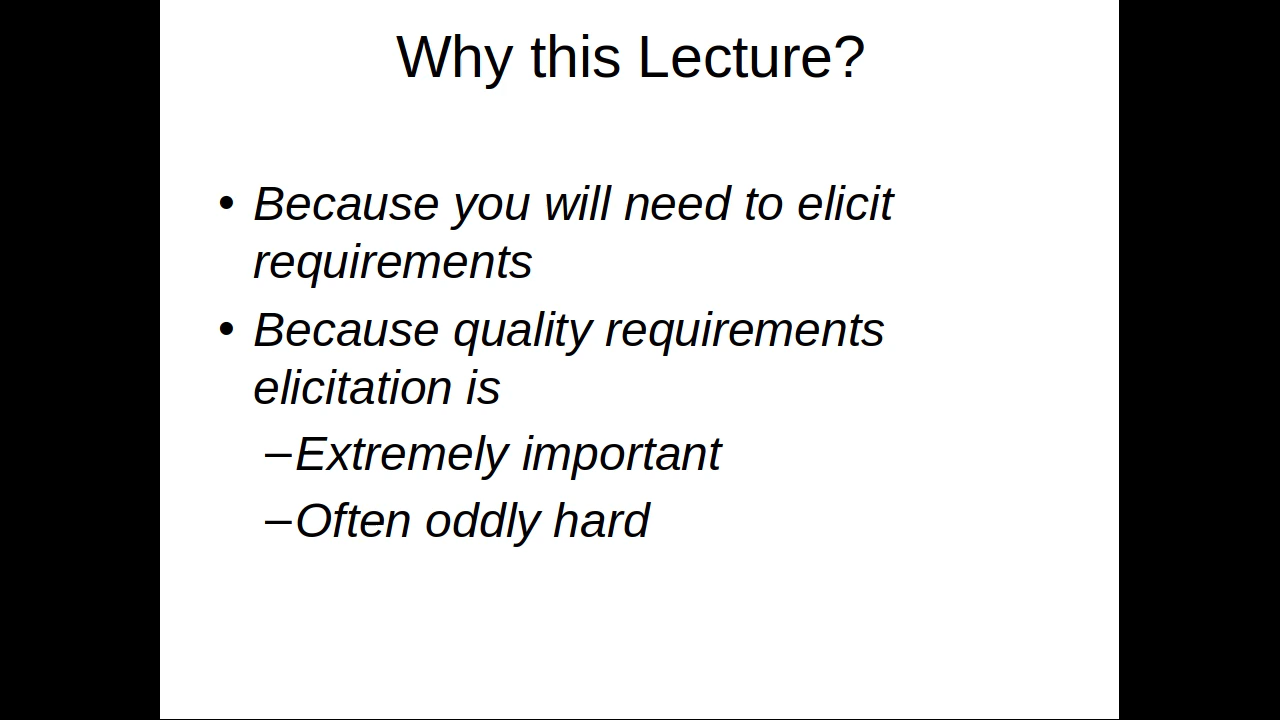 Why this Lecture?
• Because you will need to elicit
requirements
• Because quality requirements
elicitation is
–Extremely important
–Often oddly hard